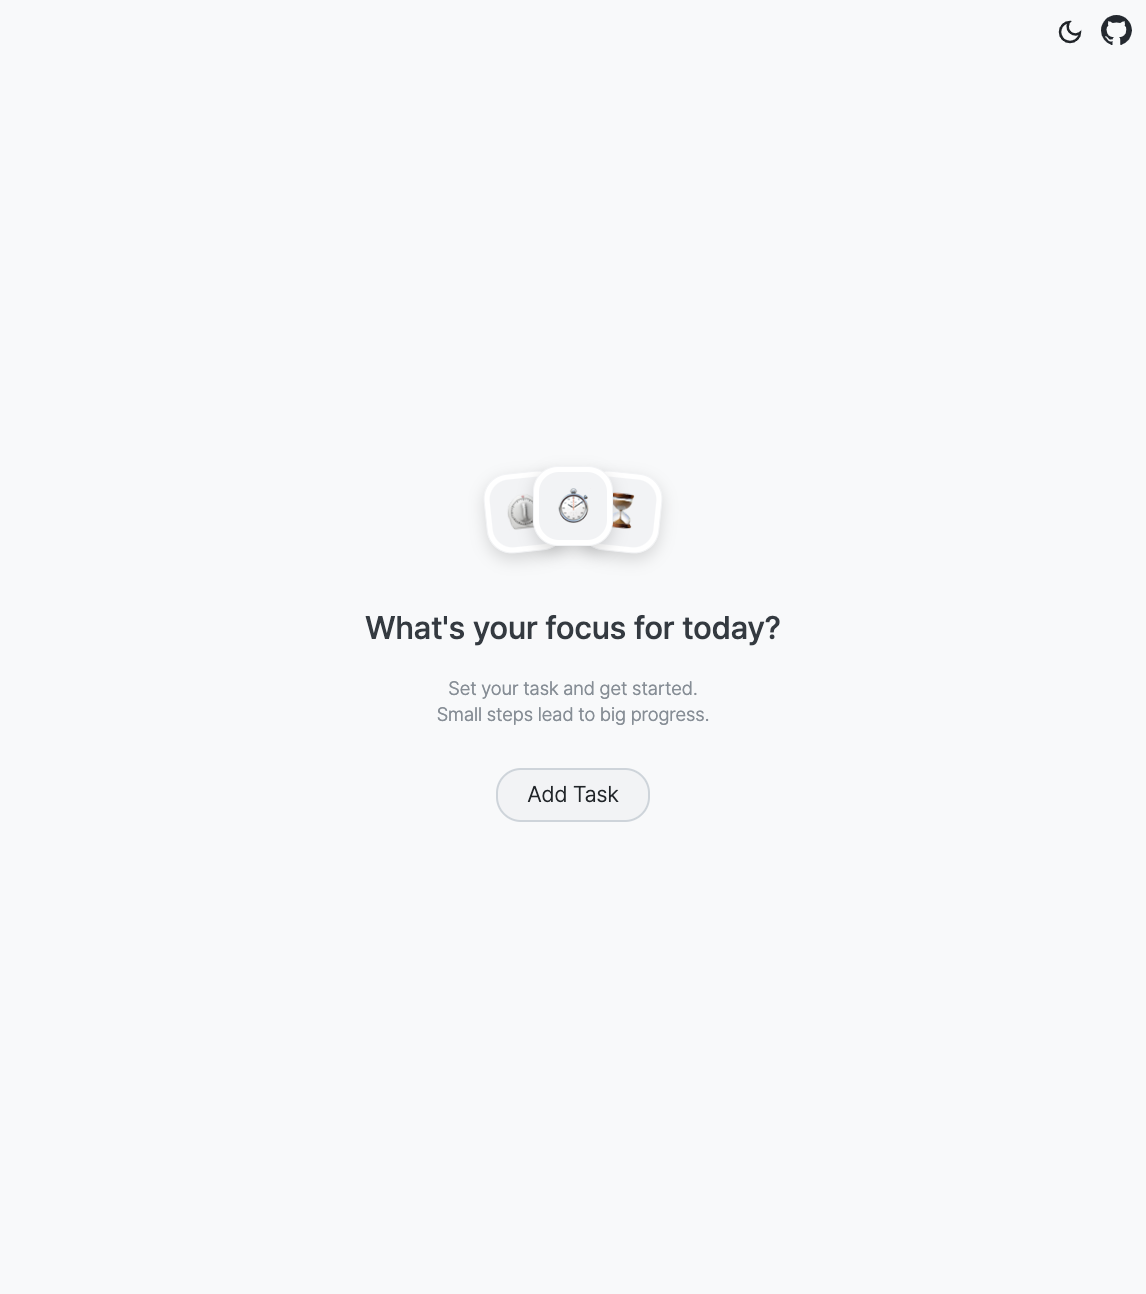 What's your focus for today?
Set your task and get started.
Small steps lead to big progress.
Add Task